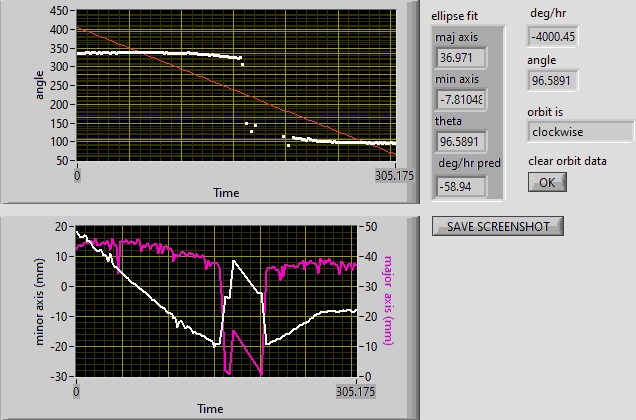 450
400
350
300
250
200
150
100
50
angle
0
305.175
Time
ellipse fit
maj axis
36.971
min axis
-7.81048
theta
96.5891
deg/hr pred
-58.94
deg/hr
-4000.45
angle
96.5891
orbit is
clockwise
clear orbit data
OK
SAVE SCREENSHOT
20
10
0
-10
-20
-30
minor axis (mm)
50
40
30
20
10
0
major axis (mm)
0
305.175
Time